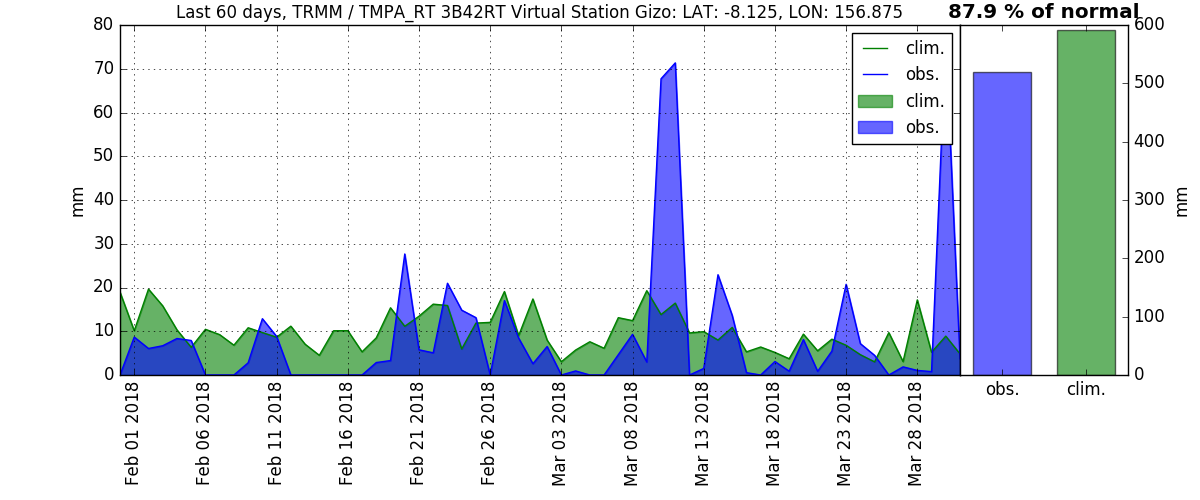 Last 60 days, TRMM / TMPA_RT 3B42RT Virtual Station Gizo: LAT: -8.125, LON: 156.875
87.9 % of normal
80
70
60
50
40
30
20
10
0
mm
clim.
obs.
clim.
obs.
Feb 01 2018
Feb 06 2018
Feb 11 2018
Feb 16 2018
Feb 21 2018
Feb 26 2018
Mar 03 2018
Mar 08 2018
Mar 13 2018
Mar 18 2018
Mar 23 2018
Mar 28 2018
600
500
400
300
200
100
0
mm
obs.
clim.